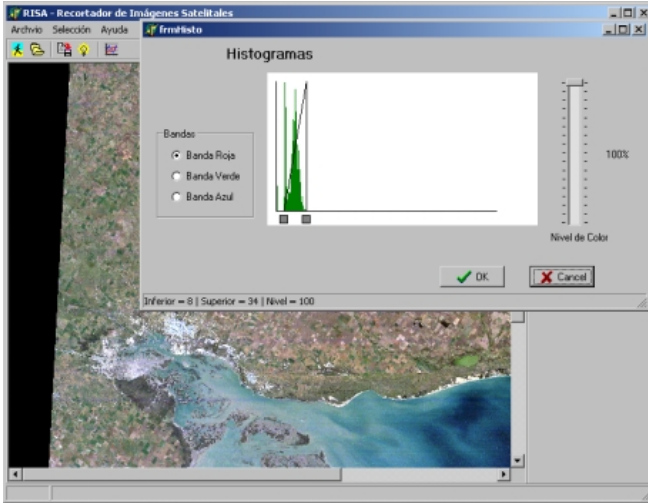 RISA - Recortador de Imágenes Satelitales
Archvio Selección Ayuda
frmHisto
Histogramas
Bandas
Banda Roja
Banda Verde
Banda Azul
100%
Nivel de Color
OK
Cancel
Inferior = 8 | Superior = 34 | Nivel = 100